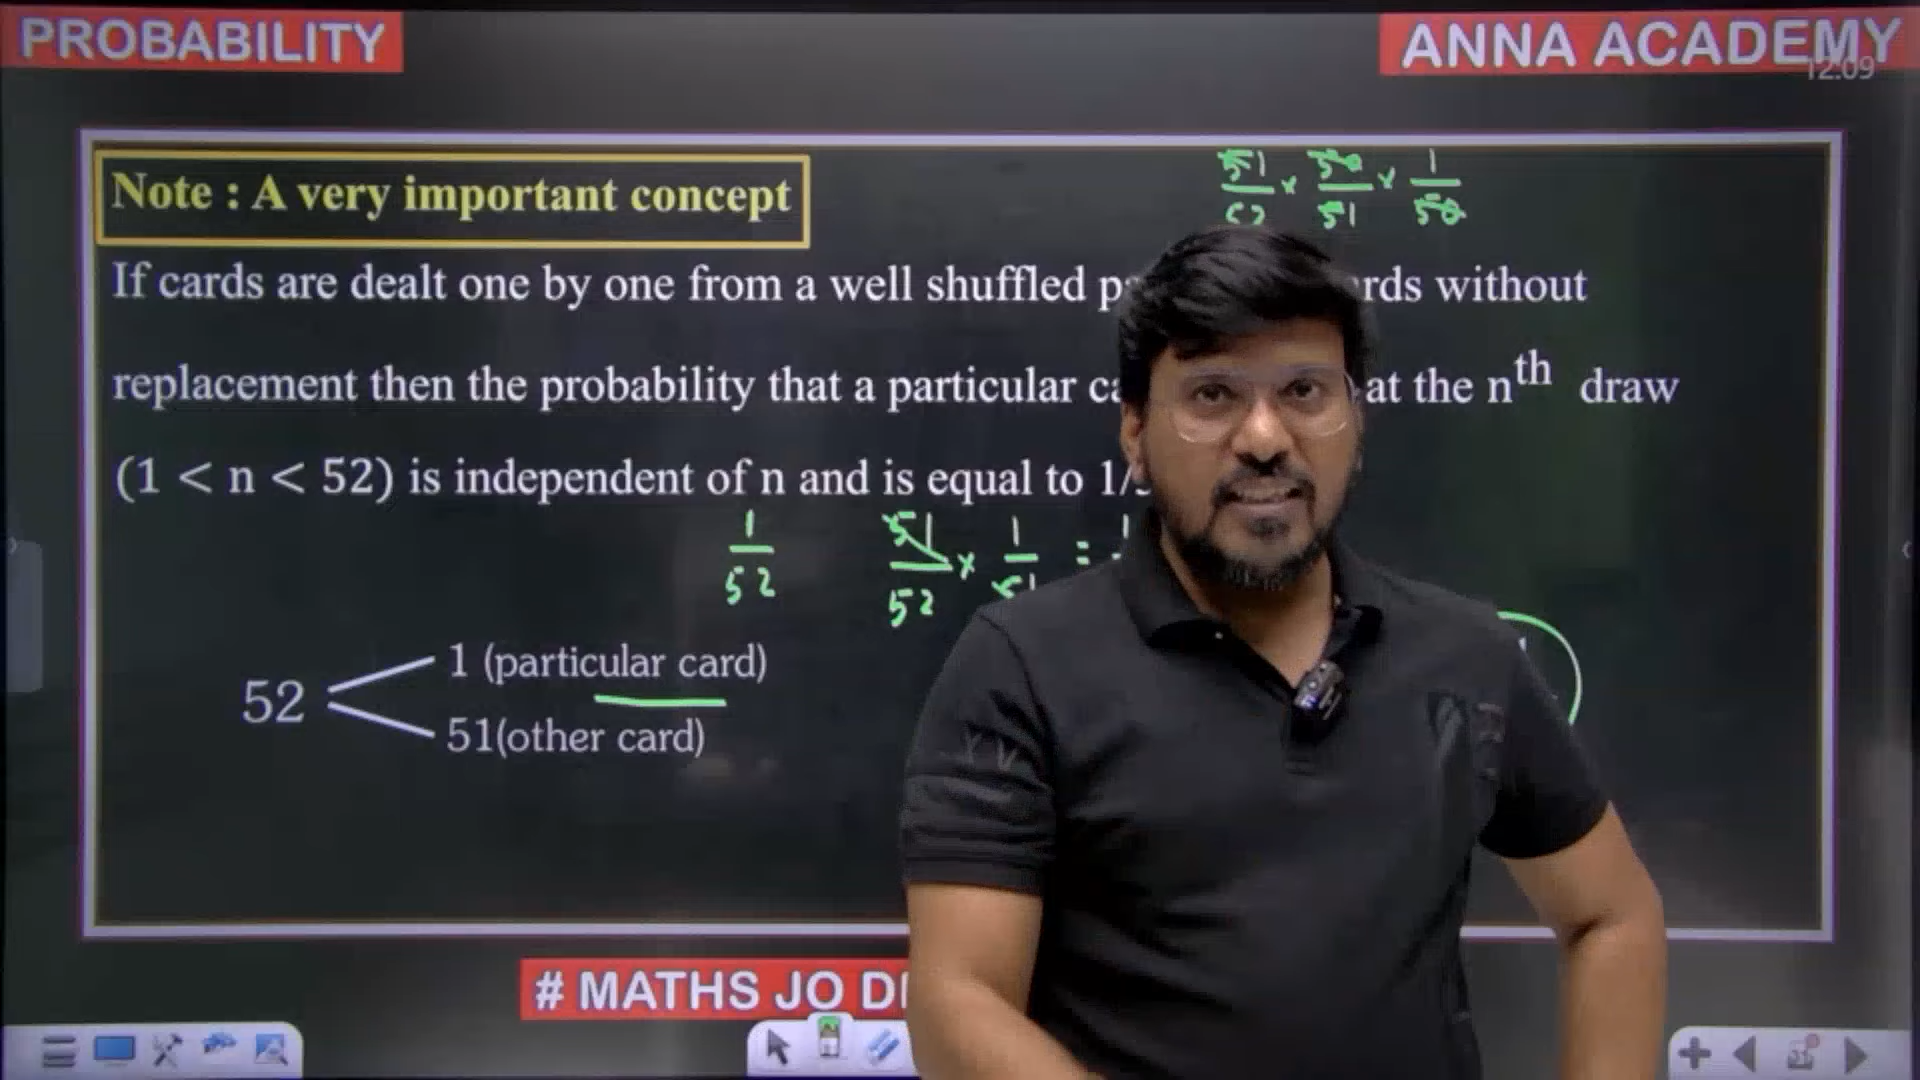 PROBABILITY
ANNA ACADEMY
12:09
Note : A very important concept
51/52 × 50/51 × 1/50
If cards are dealt one by one from a well shuffled rds without
replacement then the probability that a particular at the nth draw
(1 < n < 52) is independent of n and is equal to
1/52 51/52 × 1/51 =
52
1 (particular card)
51(other card)
# MATHS JO